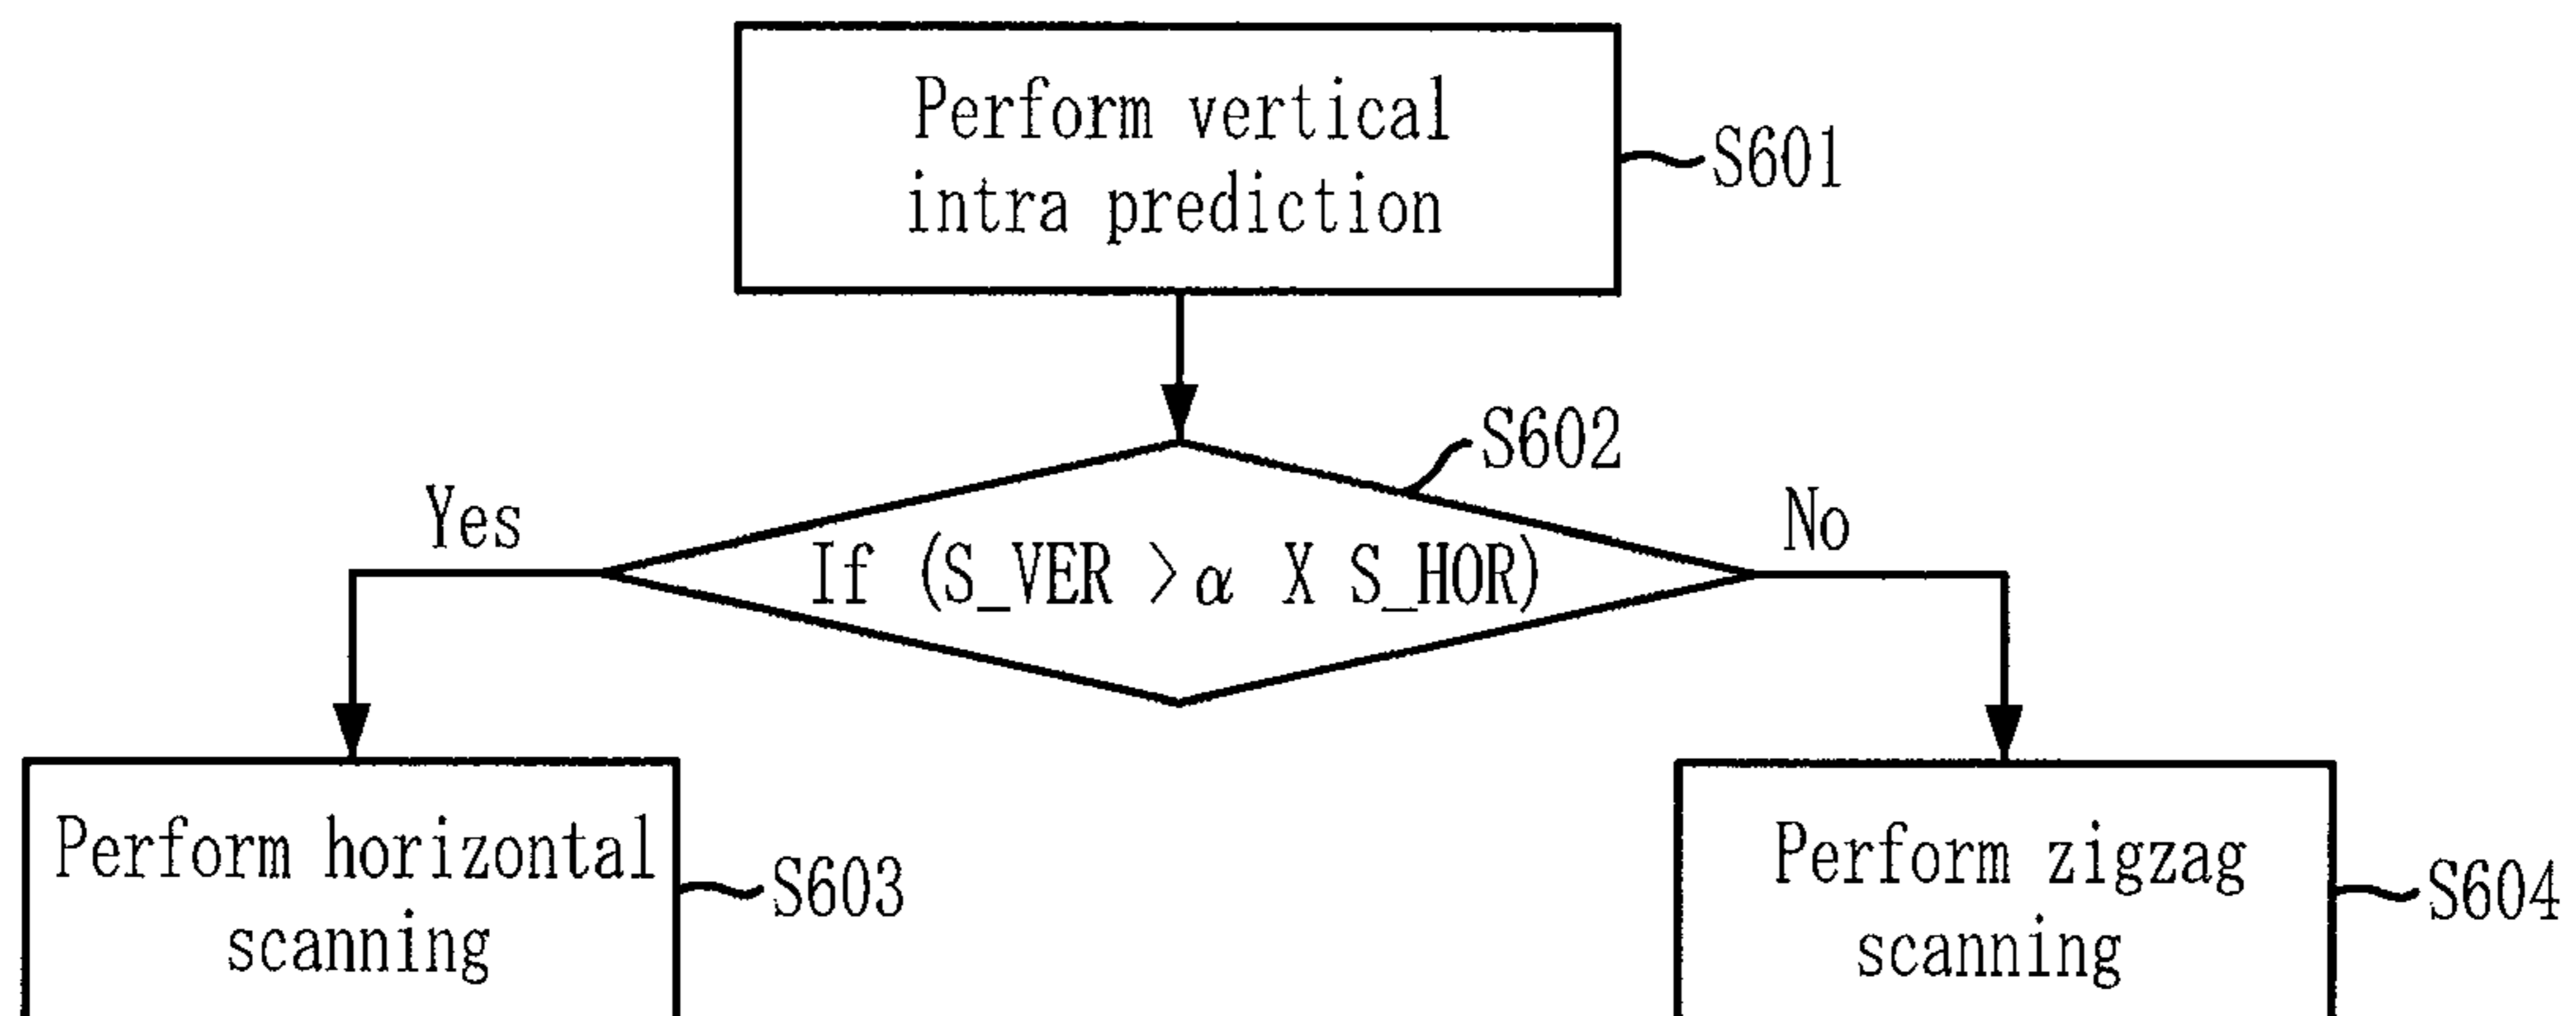 Perform vertical
intra prediction
S601
S602
Yes
If (S_VER >α X S_HOR)
No
Perform horizontal
scanning
S603
Perform zigzag
scanning
S604